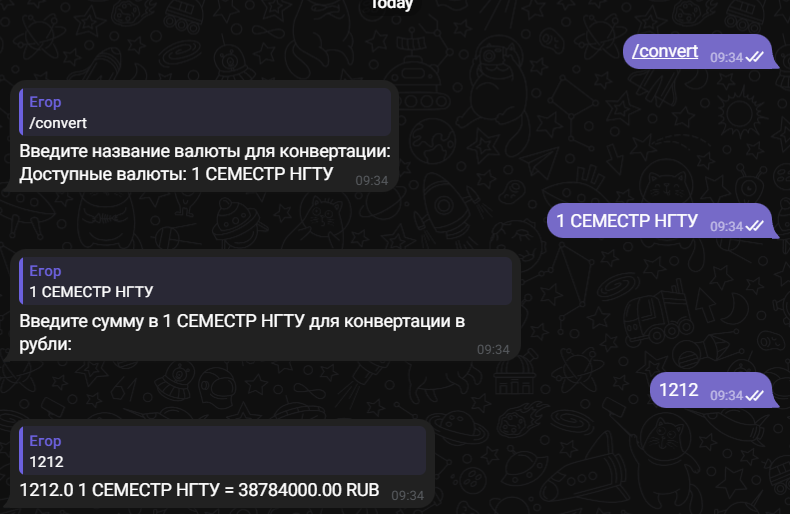 Today
/convert
09:34
Егор
/convert
Введите название валюты для конвертации:
Доступные валюты: 1 СЕМЕСТР НГТУ
09:34
1 СЕМЕСТР НГТУ
09:34
Егор
1 СЕМЕСТР НГТУ
Введите сумму в 1 СЕМЕСТР НГТУ для конвертации в
рубли:
09:34
1212
09:34
Егор
1212
1212.0 1 СЕМЕСТР НГТУ = 38784000.00 RUB
09:34